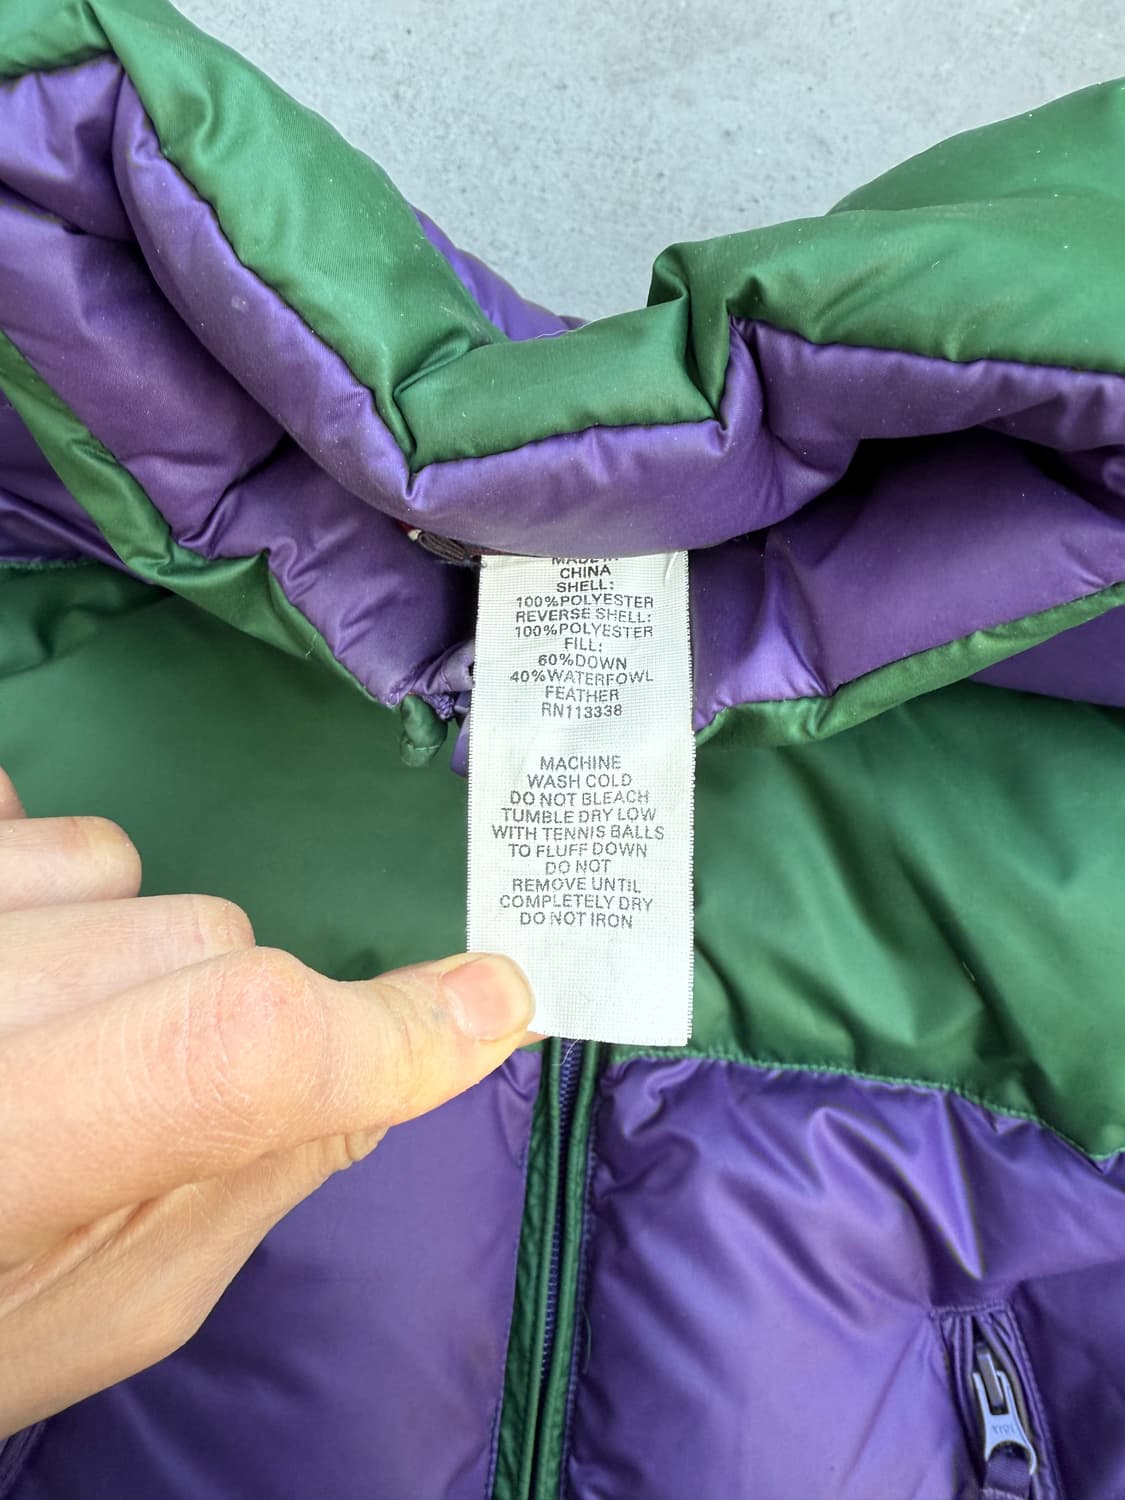 MADE IN
CHINA
SHELL:
100%POLYESTER
REVERSE SHELL:
100%POLYESTER
FILL:
60%DOWN
40%WATERFOWL
FEATHER
RN113338
MACHINE
WASH COLD
DO NOT BLEACH
TUMBLE DRY LOW
WITH TENNIS BALLS
TO FLUFF DOWN
DO NOT
REMOVE UNTIL
COMPLETELY DRY
DO NOT IRON